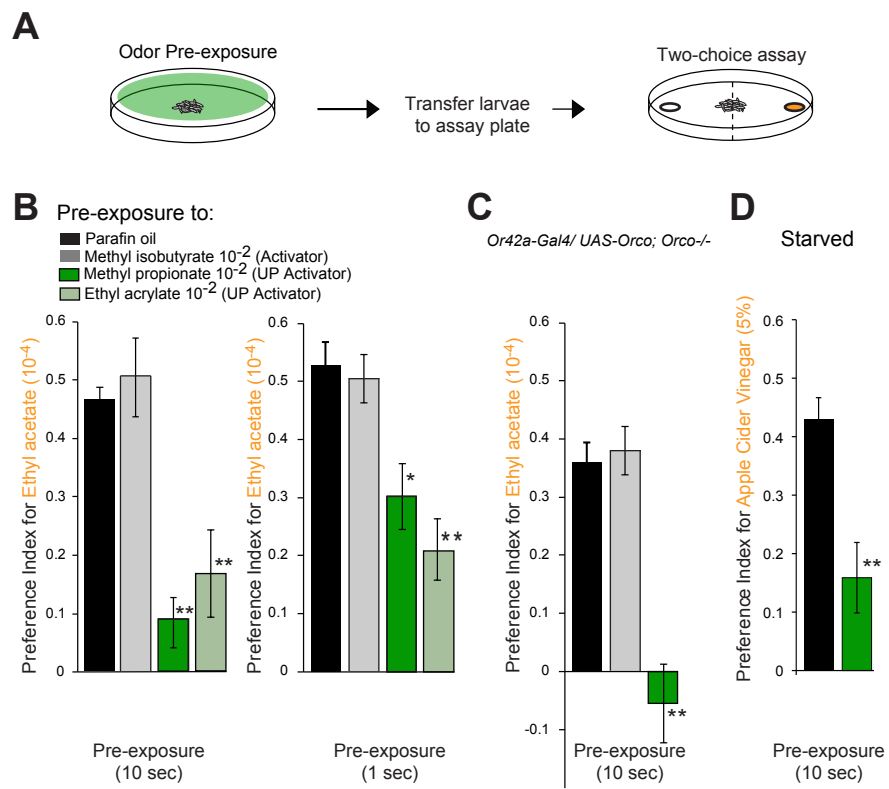 A
Odor Pre-exposure
Transfer larvae
to assay plate
Two-choice assay
B
Pre-exposure to:
Parafin oil
Methyl isobutyrate 10-2 (Activator)
Methyl propionate 10-2 (UP Activator)
Ethyl acrylate 10-2 (UP Activator)
Preference Index for Ethyl acetate (10-4)
0.6
0.5
0.4
0.3
0.2
0.1
0
**
**
Pre-exposure
(10 sec)
Preference Index for Ethyl acetate (10-4)
0.6
0.5
0.4
0.3
0.2
0.1
0
*
**
Pre-exposure
(1 sec)
C
Or42a-Gal4/ UAS-Orco; Orco-/-
Preference Index for Ethyl acetate (10-4)
0.6
0.5
0.4
0.3
0.2
0.1
0
-0.1
**
Pre-exposure
(10 sec)
D
Starved
Preference Index for Apple Cider Vinegar (5%)
0.6
0.5
0.4
0.3
0.2
0.1
0
**
Pre-exposure
(10 sec)